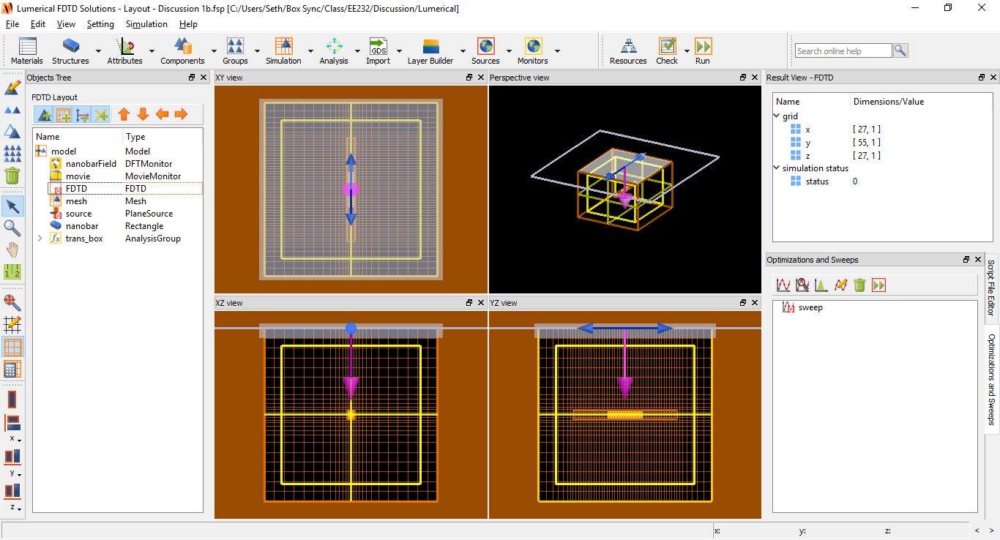 Lumerical FDTD Solutions - Layout - Discussion 1b.fsp [C:/Users/Seth/Box Sync/Class/EE232/Discussion/Lumerical]
File Edit View Setting Simulation Help
Materials Structures Attributes Components Groups Simulation Analysis Import Layer Builder Sources Monitors Resources Check Run
GDS
Search online help
Objects Tree
XY view
Perspective view
Result View - FDTD
FDTD Layout
Name Type
model Model
nanobarField DFTMonitor
movie MovieMonitor
FDTD FDTD
mesh Mesh
source PlaneSource
nanobar Rectangle
trans_box AnalysisGroup
Name Dimensions/Value
grid
x [ 27, 1 ]
y [ 55, 1 ]
z [ 27, 1 ]
simulation status
status 0
XZ view
YZ view
Optimizations and Sweeps
sweep
Script File Editor
Optimizations and Sweeps
1 2
x
y
z
x: y: z: < >